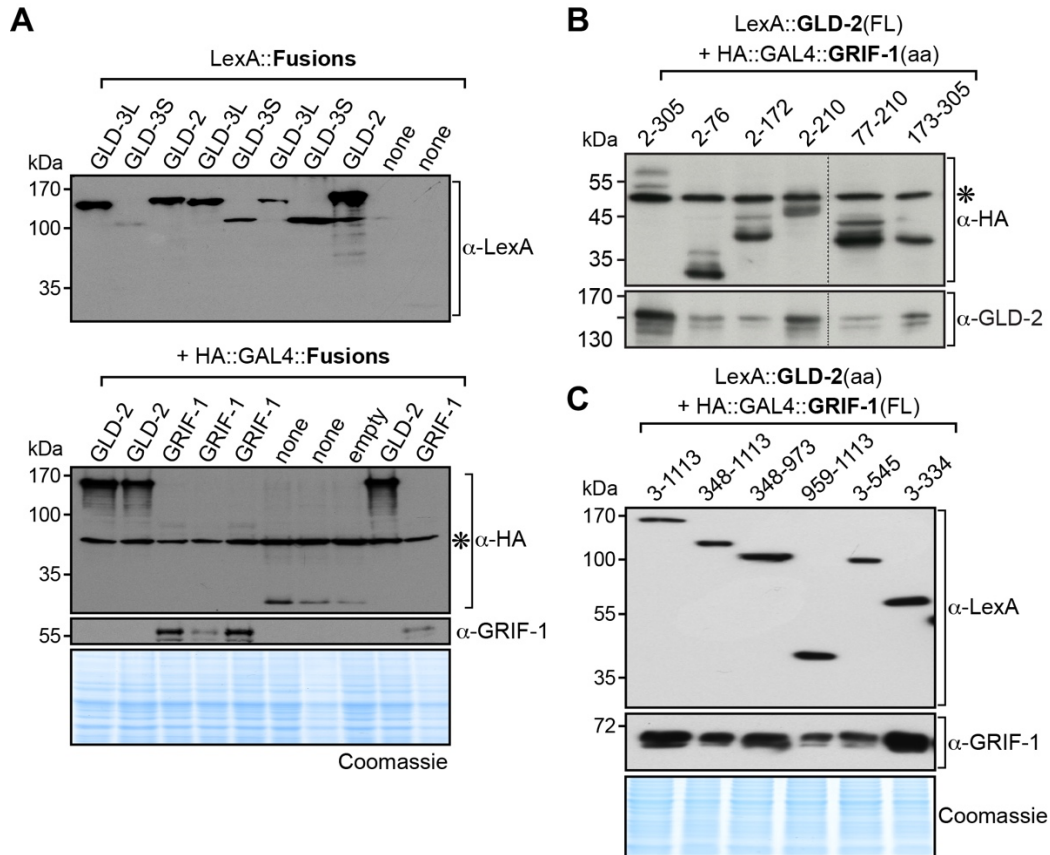 A
LexA::Fusions
GLD-3L GLD-3S GLD-2 GLD-3L GLD-3S GLD-3L GLD-3S GLD-2 none none
kDa
170
100
35
α-LexA
+ HA::GAL4::Fusions
GLD-2 GLD-2 GRIF-1 GRIF-1 GRIF-1 none none empty GLD-2 GRIF-1
kDa
170
100
35
* α-HA
55
α-GRIF-1
Coomassie
B
LexA::GLD-2(FL)
+ HA::GAL4::GRIF-1(aa)
2-305 2-76 2-172 2-210 77-210 173-305
kDa
55
45
35
*
α-HA
170
130
α-GLD-2
C
LexA::GLD-2(aa)
+ HA::GAL4::GRIF-1(FL)
3-1113 348-1113 348-973 959-1113 3-545 3-334
kDa
170
100
55
35
α-LexA
72
α-GRIF-1
Coomassie